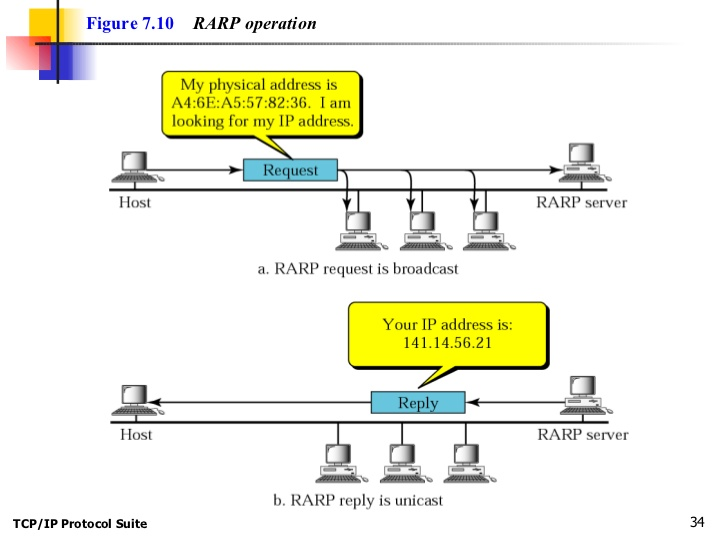 Figure 7.10 RARP operation
My physical address is
A4:6E:A5:57:82:36. I am
looking for my IP address.
Request
Host
RARP server
a. RARP request is broadcast
Your IP address is:
141.14.56.21
Reply
Host
RARP server
b. RARP reply is unicast
TCP/IP Protocol Suite
34